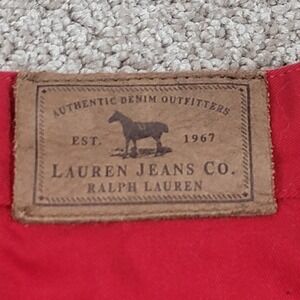 AUTHENTIC DENIM OUTFITTERS
EST. 1967
LAUREN JEANS CO.
RALPH LAUREN